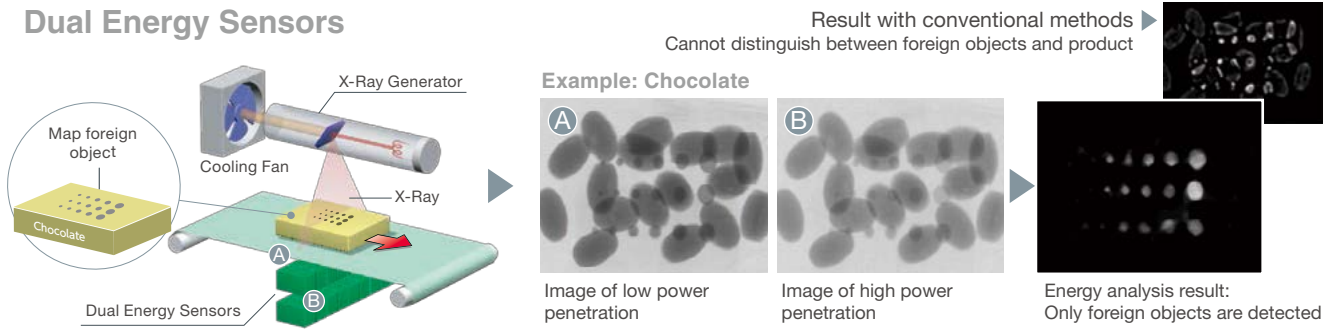 Dual Energy Sensors
X-Ray Generator
Map foreign
object
Cooling Fan
X-Ray
Chocolate
A
B
Dual Energy Sensors
Result with conventional methods
Cannot distinguish between foreign objects and product
Example: Chocolate
A
B
Image of low power
penetration
Image of high power
penetration
Energy analysis result:
Only foreign objects are detected